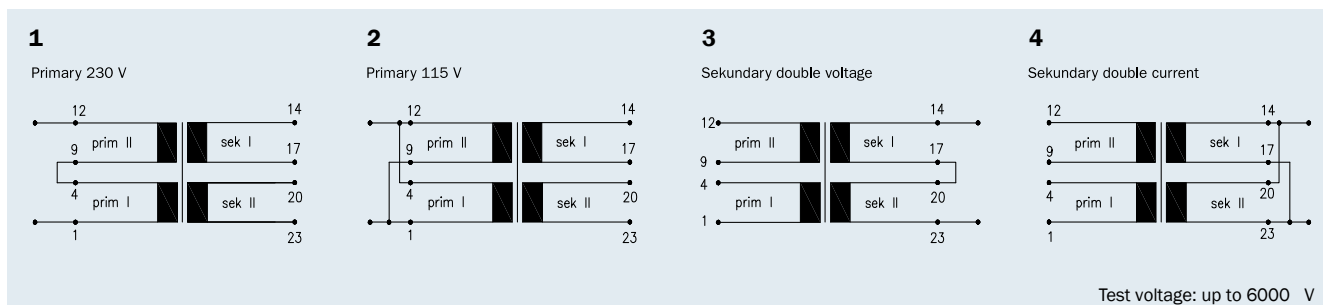 1 2 3 4
Primary 230 V Primary 115 V Sekundary double voltage Sekundary double current
12 14 12 14 14 12 14
prim II sek I prim II sek I 12 prim II sek I prim II sek I
9 17 9 17 9 17 9 17
4 20 4 20 4 20 4 20
prim I sek II prim I sek II prim I sek II prim I sek II
1 23 1 23 1 23 1 23
Test voltage: up to 6000 V